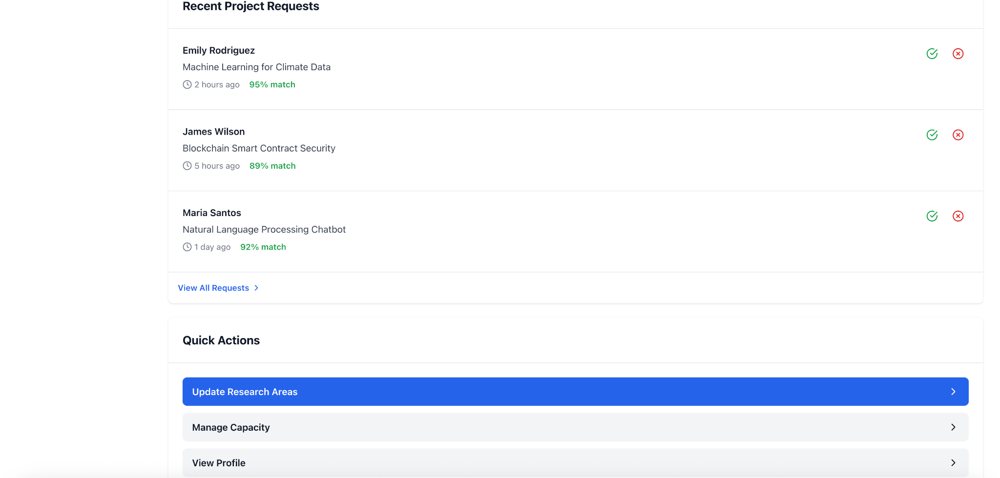 Recent Project Requests
Emily Rodriguez
Machine Learning for Climate Data
2 hours ago 95% match
James Wilson
Blockchain Smart Contract Security
5 hours ago 89% match
Maria Santos
Natural Language Processing Chatbot
1 day ago 92% match
View All Requests
Quick Actions
Update Research Areas
Manage Capacity
View Profile